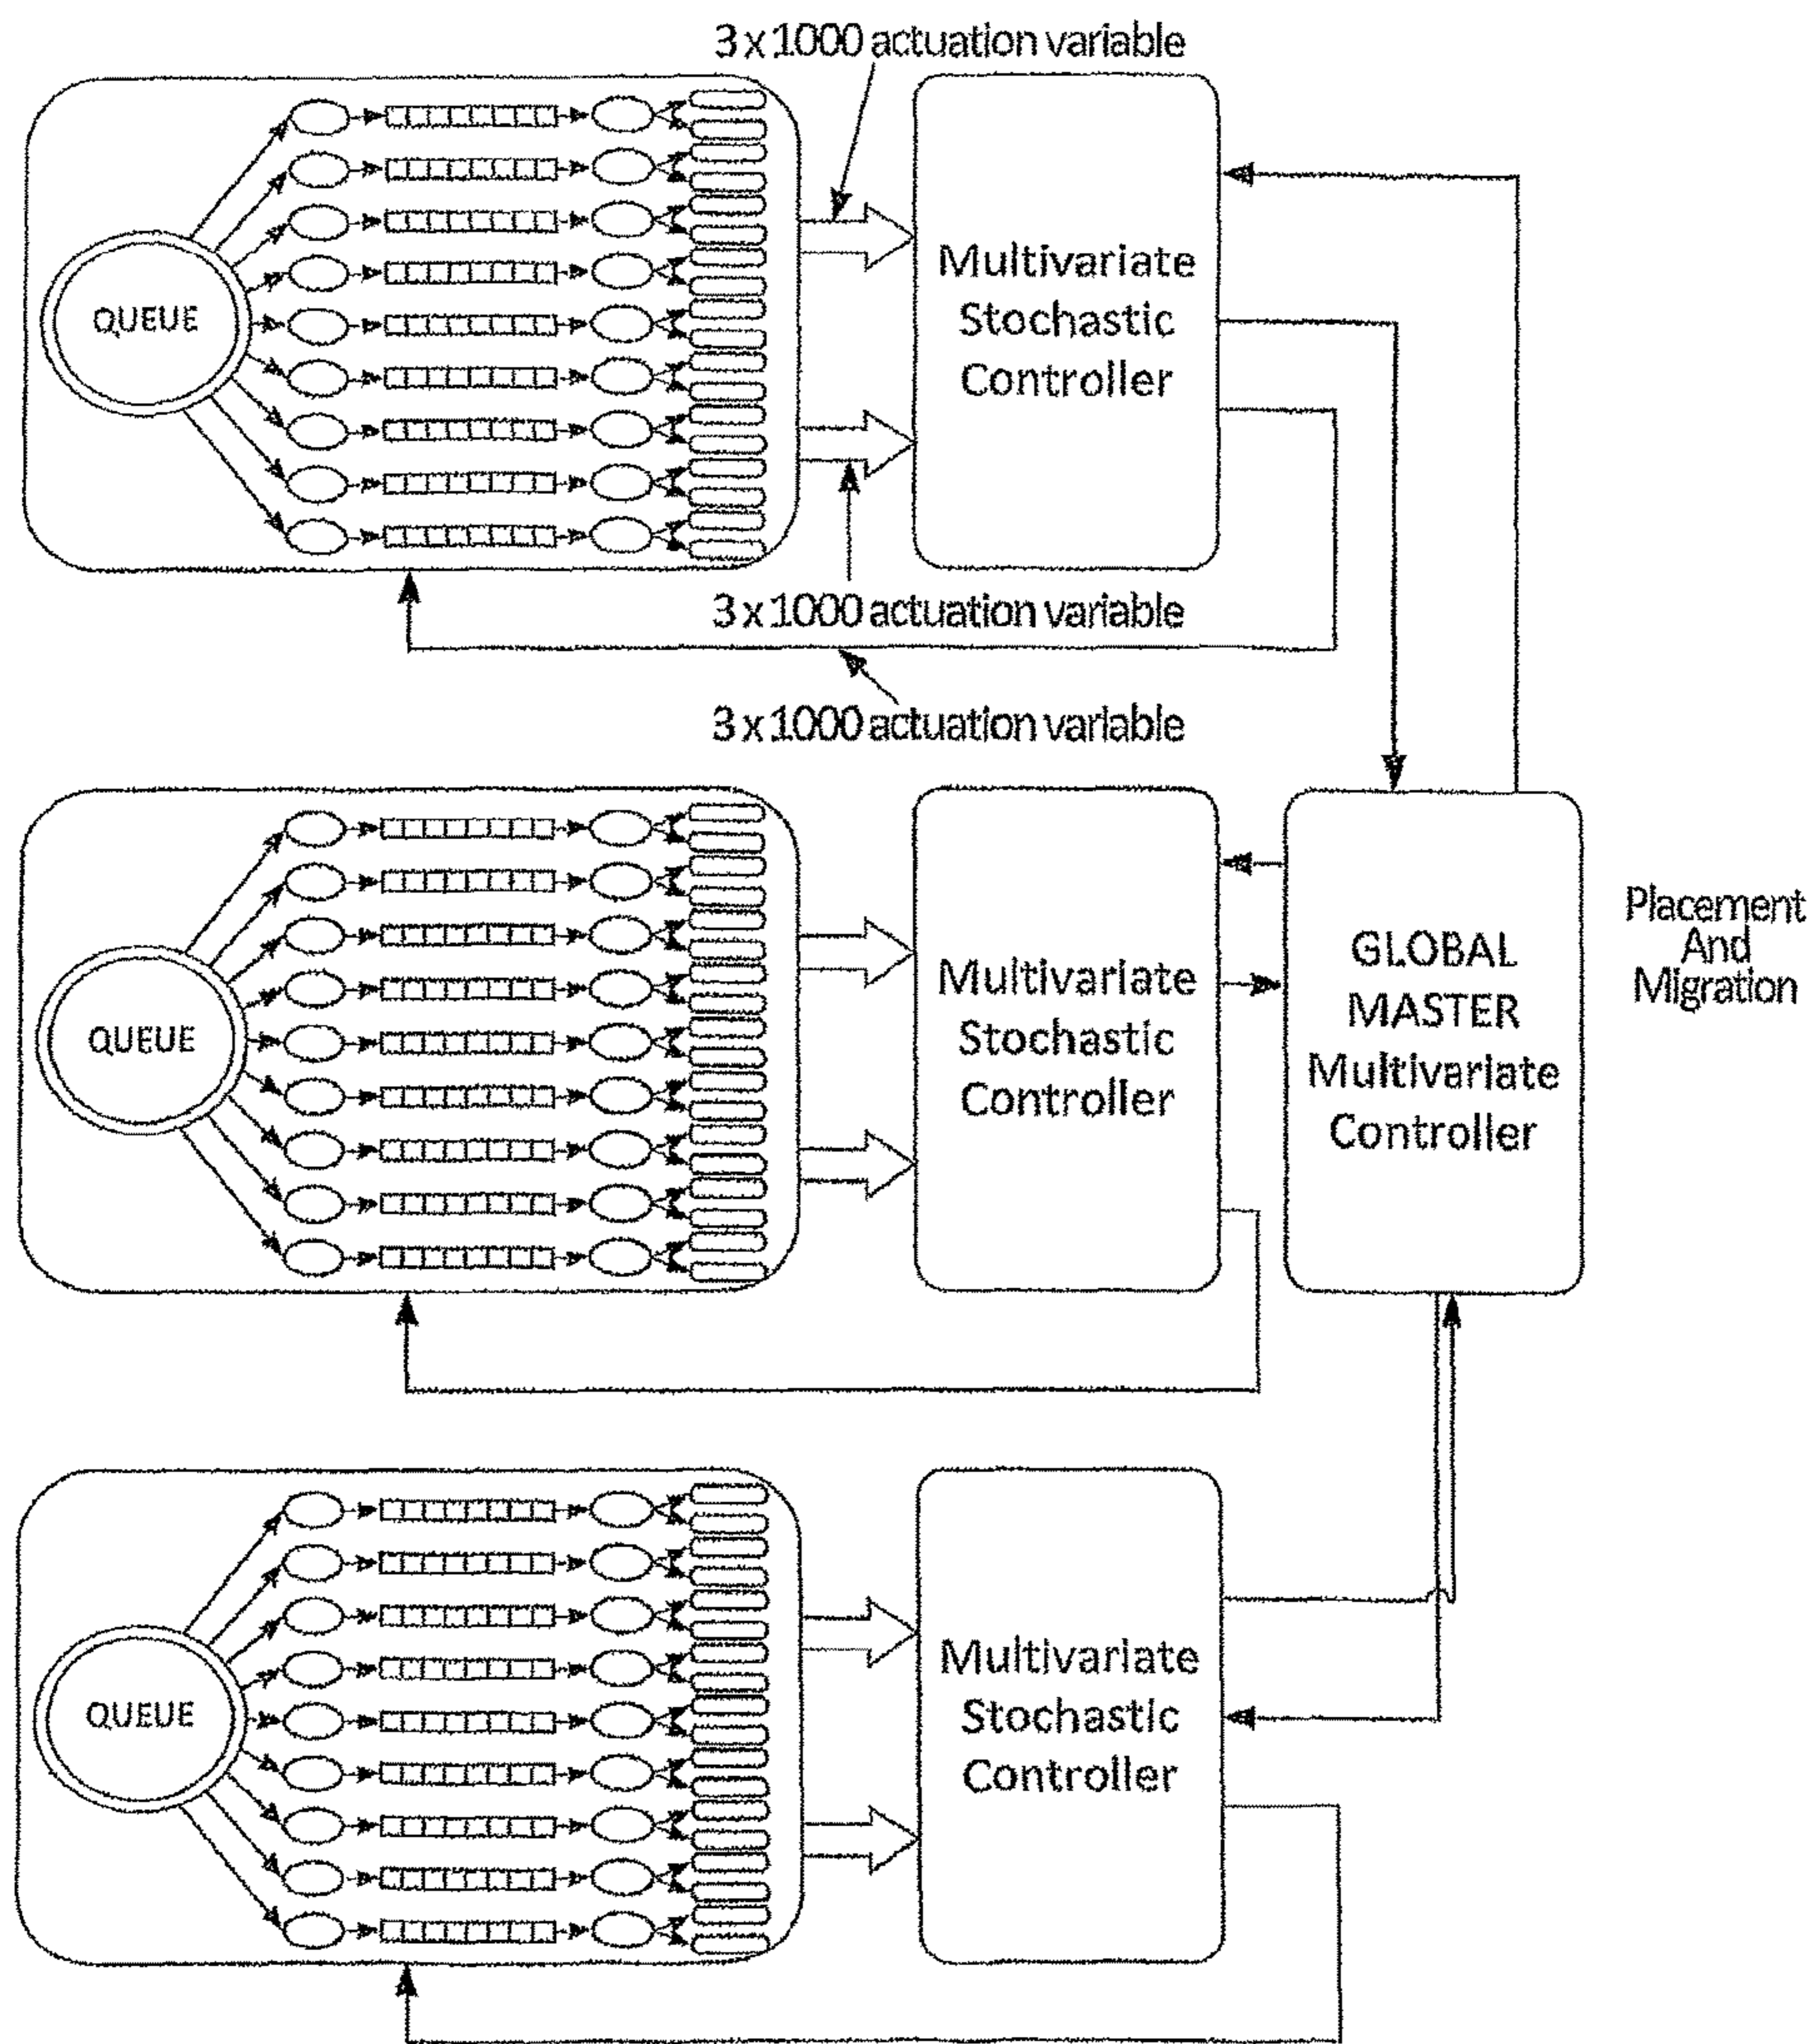 3 x 1000 actuation variable
QUEUE
Multivariate
Stochastic
Controller
3 x 1000 actuation variable
3 x 1000 actuation variable
QUEUE
Multivariate
Stochastic
Controller
GLOBAL
MASTER
Multivariate
Controller
Placement
And
Migration
QUEUE
Multivariate
Stochastic
Controller